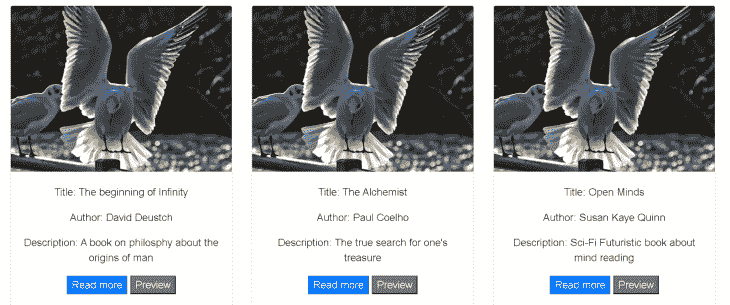 Title: The beginning of Infinity
Author: David Deustch
Description: A book on philosphy about the
origins of man
Read more Preview
Title: The Alchemist
Author: Paul Coelho
Description: The true search for one's
treasure
Read more Preview
Title: Open Minds
Author: Susan Kaye Quinn
Description: Sci-Fi Futuristic book about
mind reading
Read more Preview